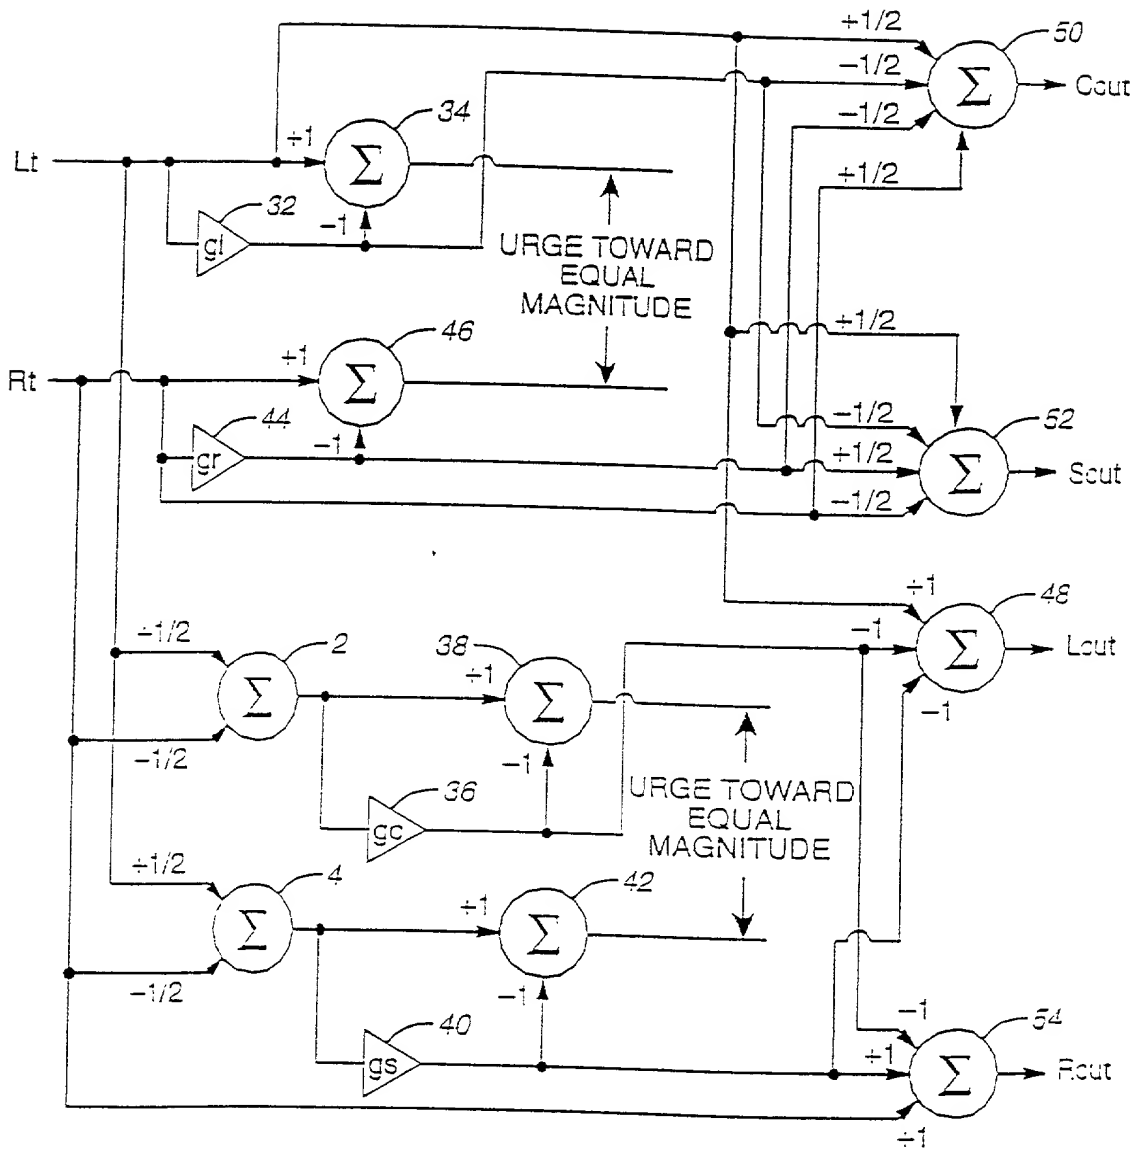 +1/2
50
−1/2
Cout
34
−1/2
+1
Lt
Σ
Σ
+1/2
32
−1
gl
URGE TOWARD
EQUAL
MAGNITUDE
46
+1/2
+1
Rt
Σ
44
−1/2
52
−1
gr
+1/2
Σ
Sout
−1/2
+1
48
+1/2
2
38
−1
Lout
+1
Σ
Σ
Σ
−1
−1/2
−1
36
URGE TOWARD
EQUAL
MAGNITUDE
gc
+1/2
4
42
+1
Σ
Σ
−1/2
−1
−1
54
40
+1
gs
Σ
Rout
+1